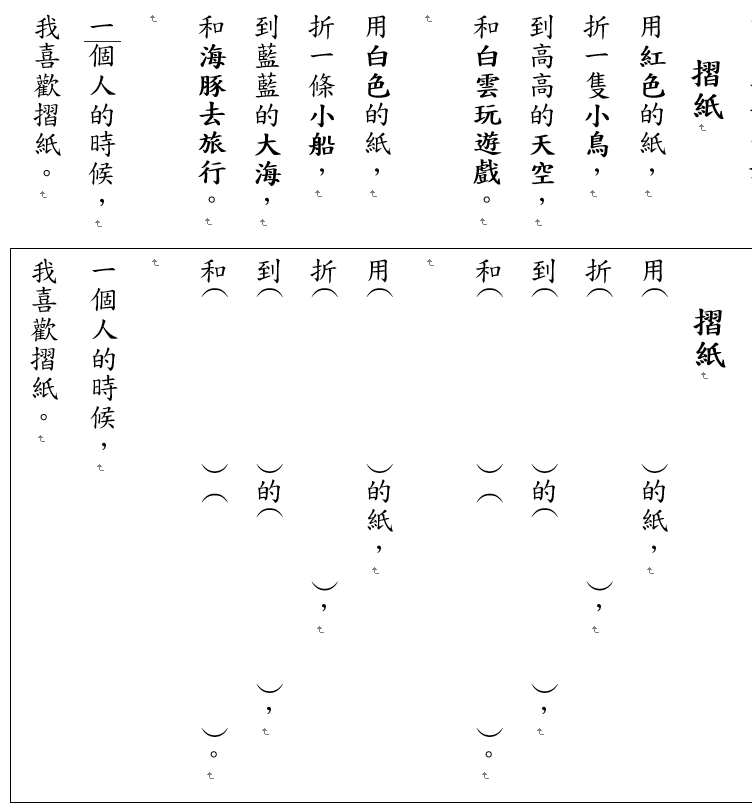 摺紙
用紅色的紙，
折一隻小鳥，
到高高的天空，
和白雲玩遊戲。
用白色的紙，
折一條小船，
到藍藍的大海，
和海豚去旅行。
一個人的時候，
我喜歡摺紙。
摺紙
用（　　）的紙，
折（　　），
到（　　）的（　　），
和（　　）（　　）。
用（　　）的紙，
折（　　），
到（　　）的（　　），
和（　　）（　　）。
一個人的時候，
我喜歡摺紙。